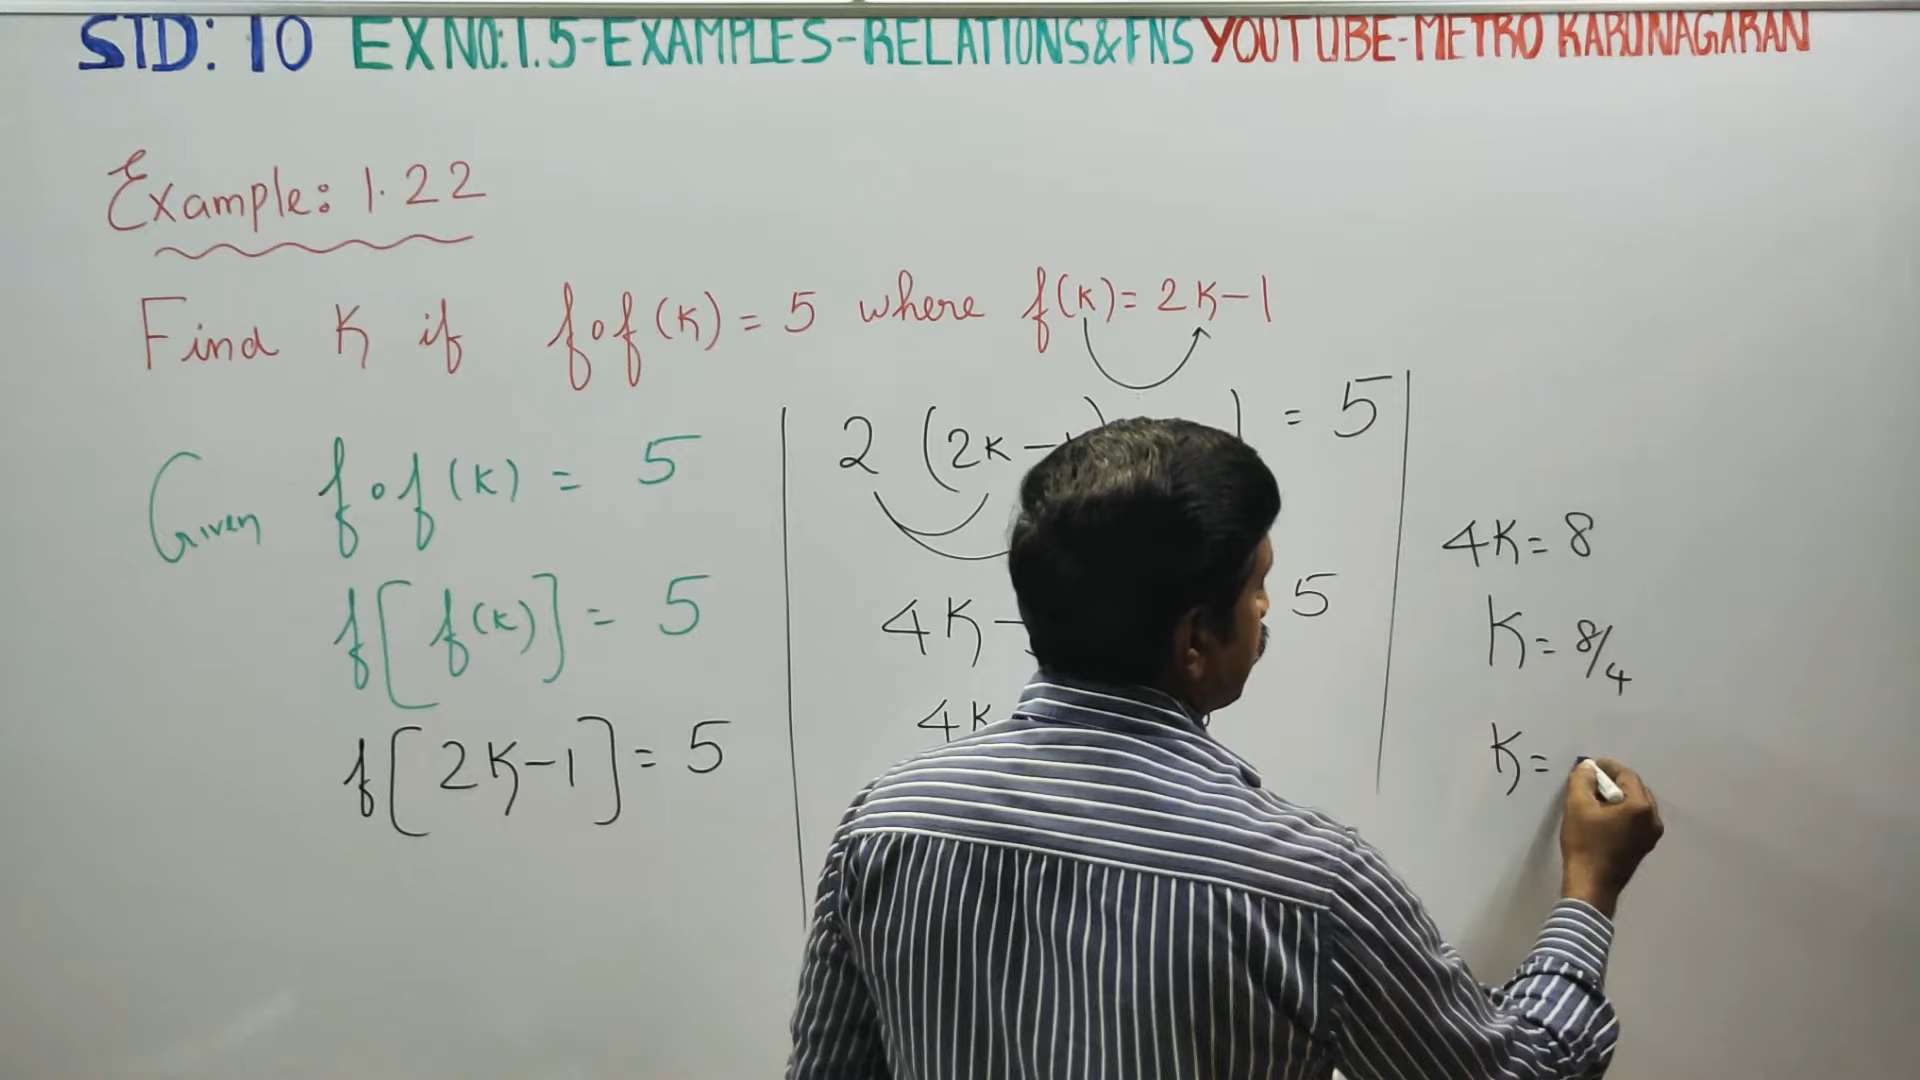 STD: 10 EX NO:1.5-EXAMPLES-RELATIONS&FNS YOUTUBE-METRO KARUNAGARAN
Example: 1.22
Find K if fof(K) = 5 where f(K) = 2K-1
Given fof(K) = 5
f[f(K)] = 5
f[2K-1] = 5
2 (2K- ) = 5
4K- 5
4K
4K = 8
K = 8/4
K =